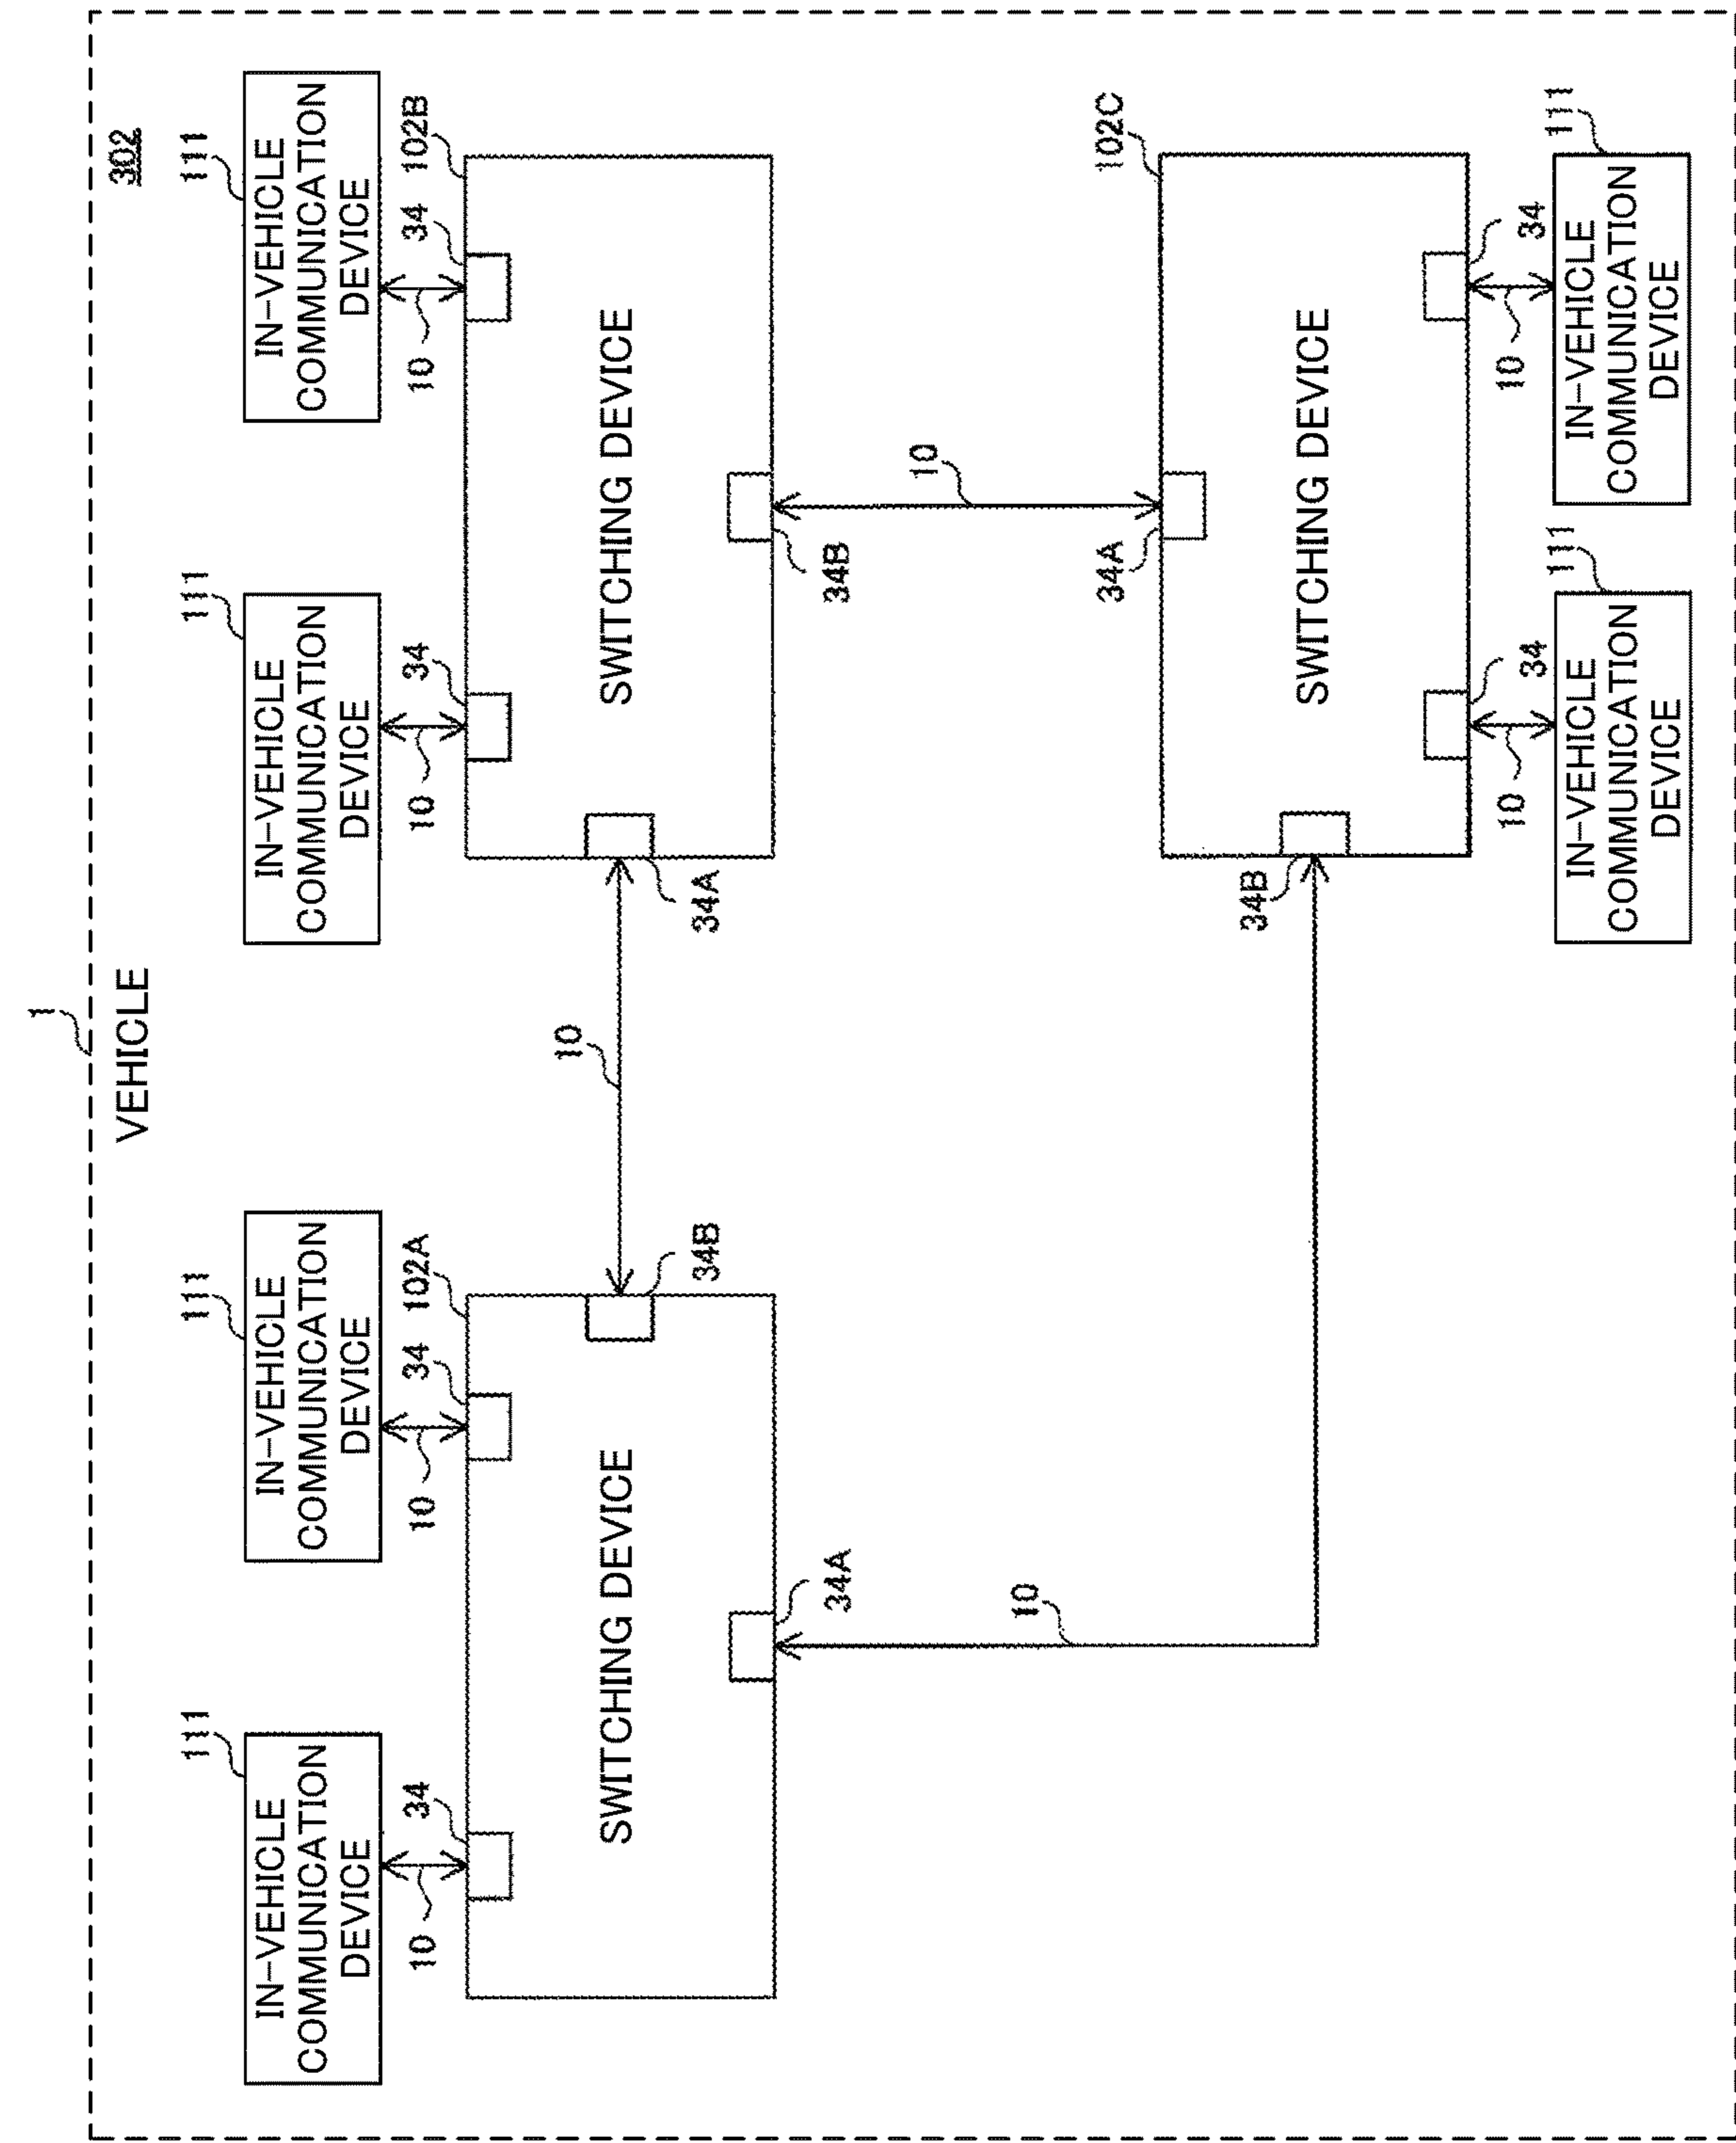 1
VEHICLE
302
111
111
111
111
IN-VEHICLE
COMMUNICATION
DEVICE
IN-VEHICLE
COMMUNICATION
DEVICE
IN-VEHICLE
COMMUNICATION
DEVICE
IN-VEHICLE
COMMUNICATION
DEVICE
10
34
10
34
102A
10
34
10
34
102B
10
SWITCHING DEVICE
SWITCHING DEVICE
34B
34A
34A
34B
10
10
34A
102C
34B
SWITCHING DEVICE
10
34
10
34
111
111
IN-VEHICLE
COMMUNICATION
DEVICE
IN-VEHICLE
COMMUNICATION
DEVICE